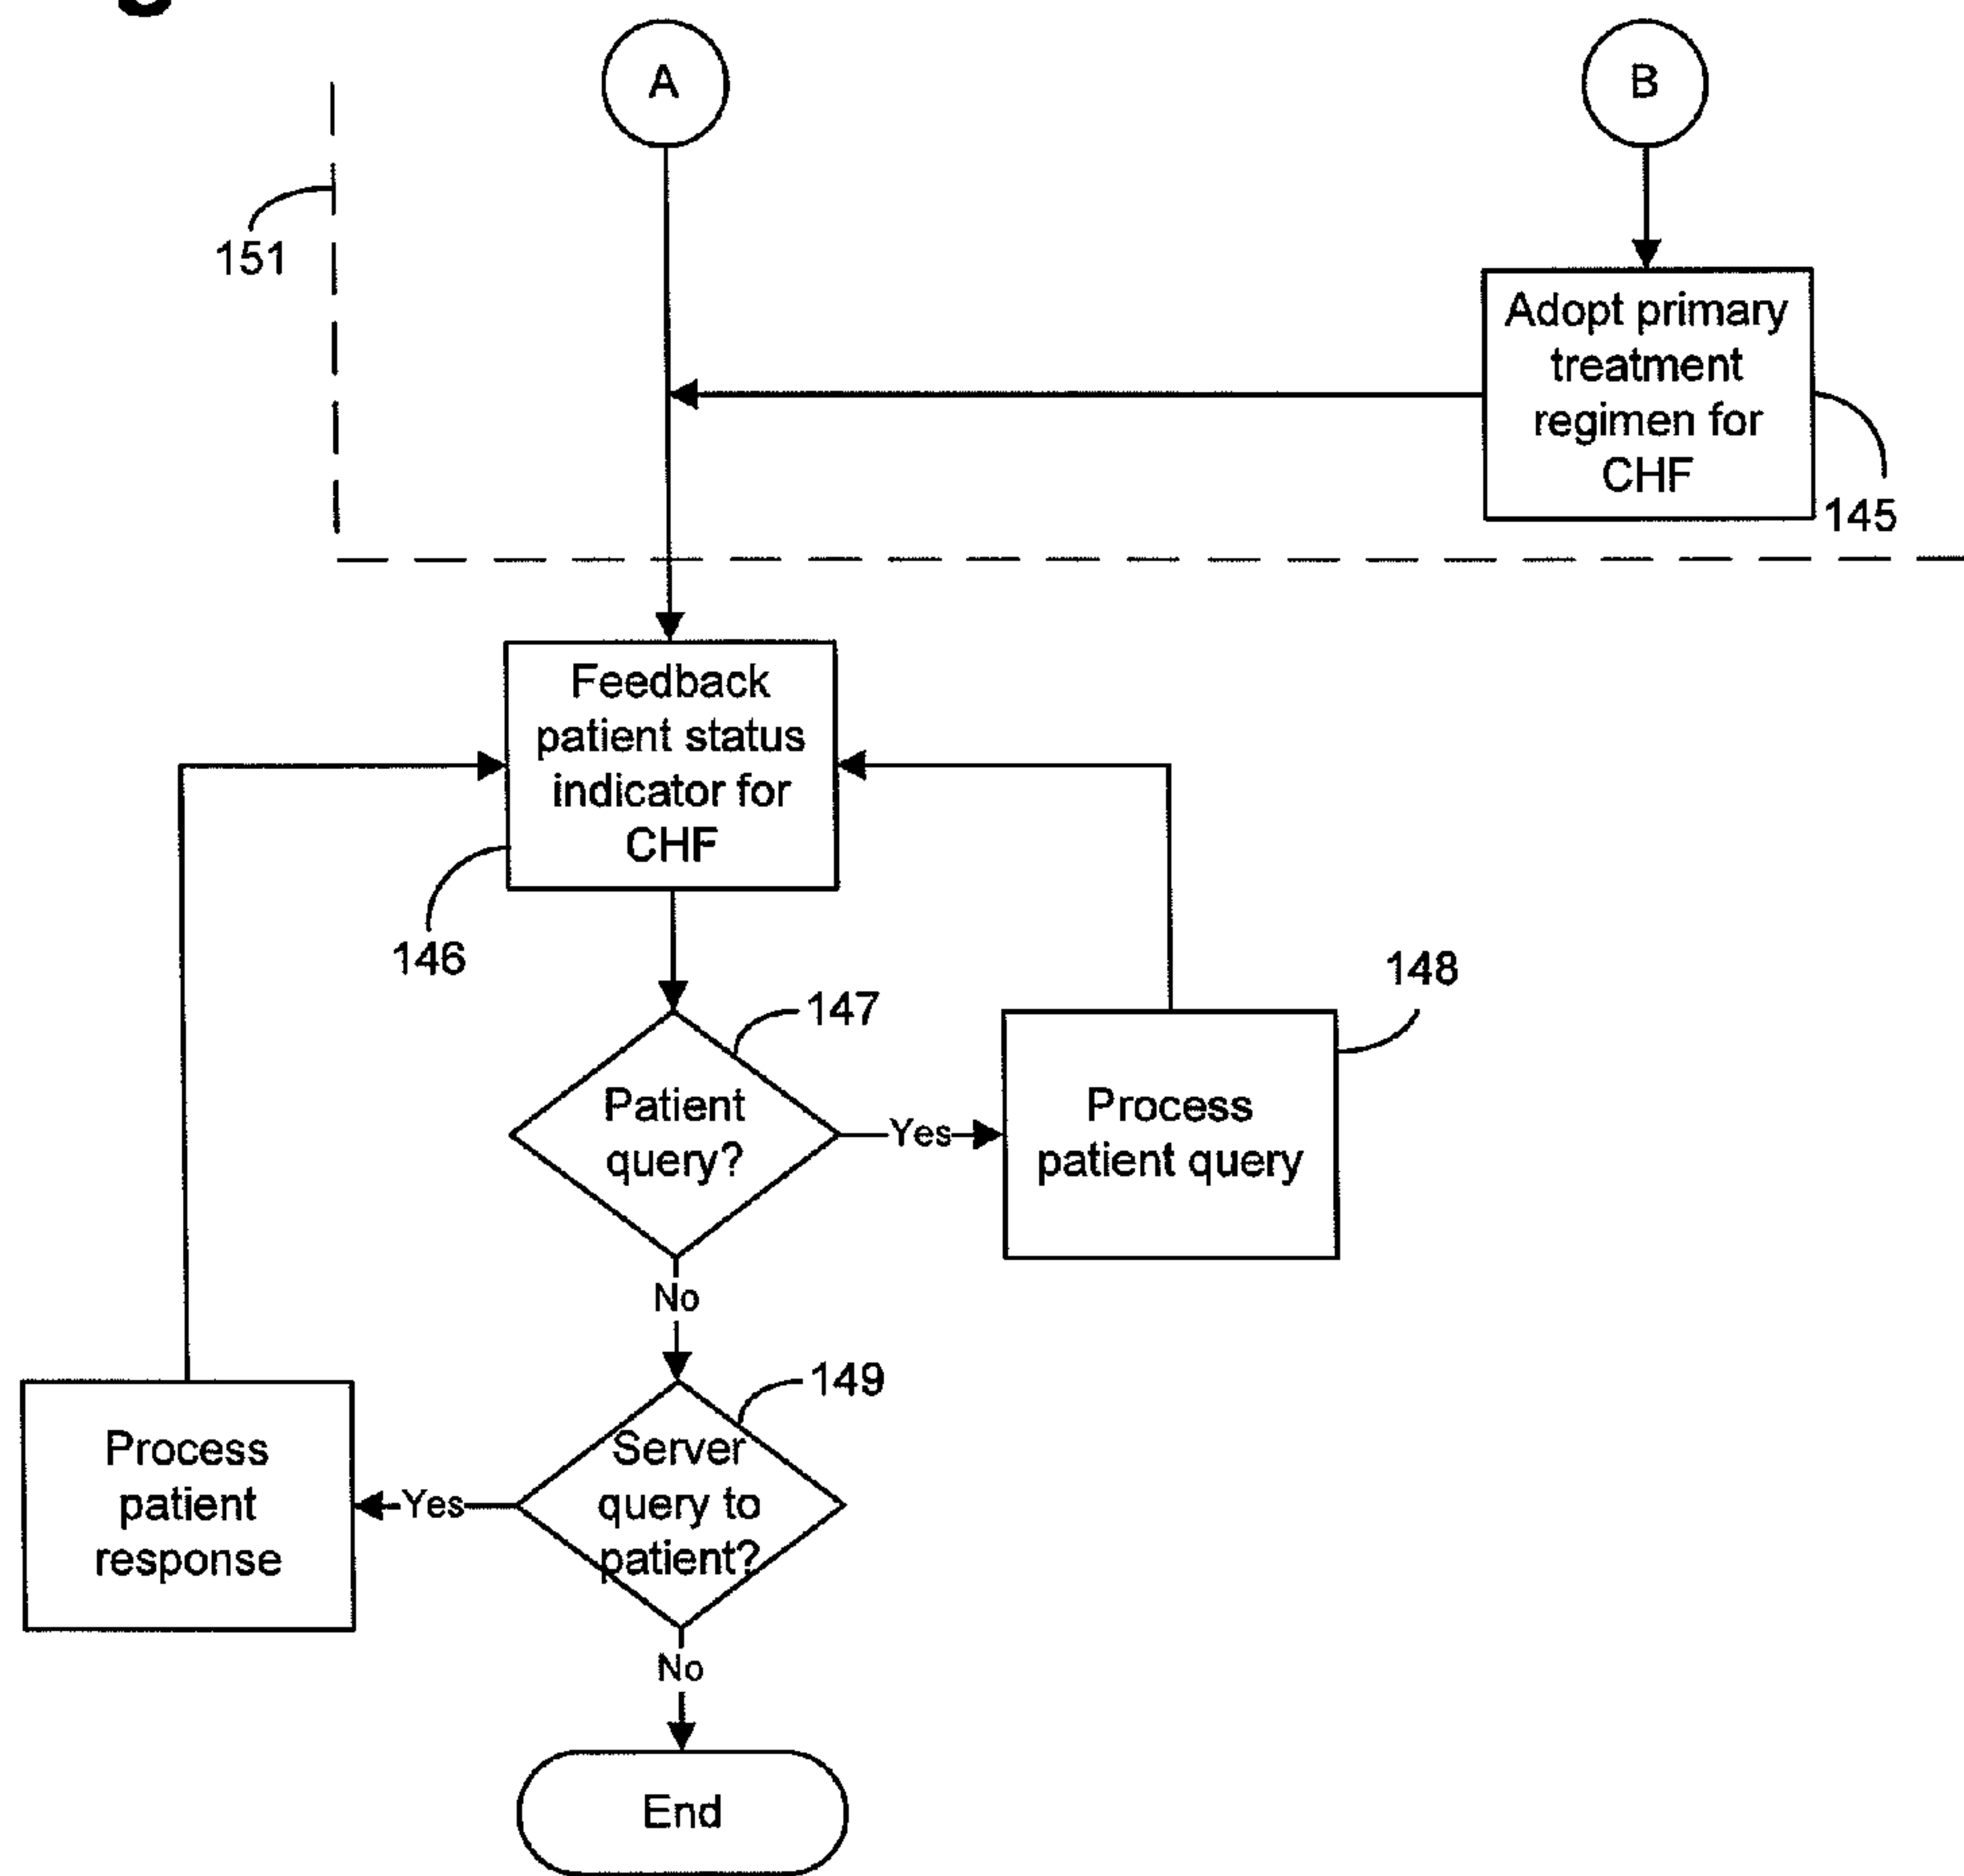 A
B
151
Adopt primary
treatment
regimen for
CHF
145
Feedback
patient status
indicator for
CHF
146
147
148
Patient
query?
Yes
Process
patient query
No
149
Server
query to
patient?
Yes
Process
patient
response
No
End